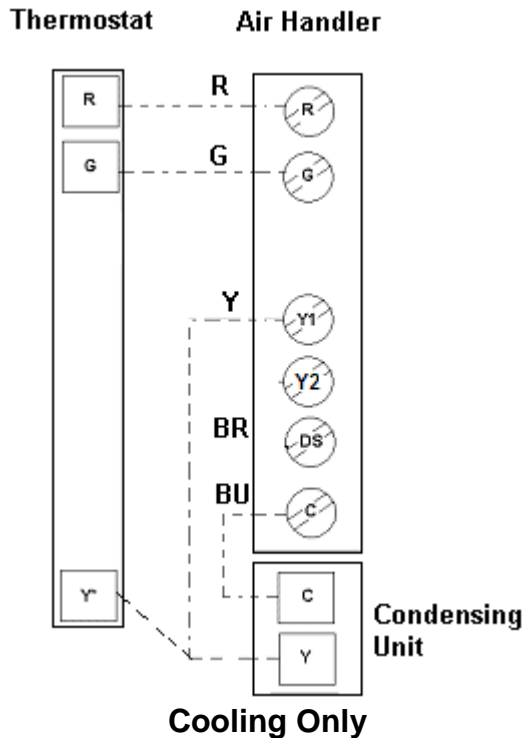 Thermostat Air Handler
R R R
G G G
Y Y1
Y2
BR DS
BU C
Y" C
Condensing
Y Unit
Cooling Only